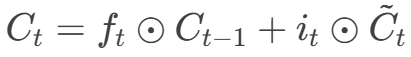 C_t = f_t ⊙ C_{t−1} + i_t ⊙ C̃_t